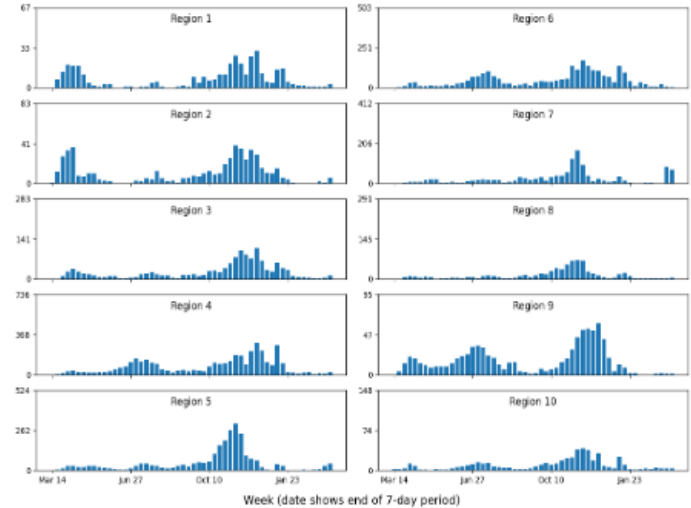 67
Region 1
33
0
83
Region 2
41
0
283
Region 3
141
0
736
Region 4
368
0
524
Region 5
262
0
Mar 14 Jun 27 Oct 10 Jan 23
503
Region 6
251
0
412
Region 7
206
0
291
Region 8
145
0
95
Region 9
47
0
148
Region 10
74
0
Mar 14 Jun 27 Oct 10 Jan 23
Week (date shows end of 7-day period)